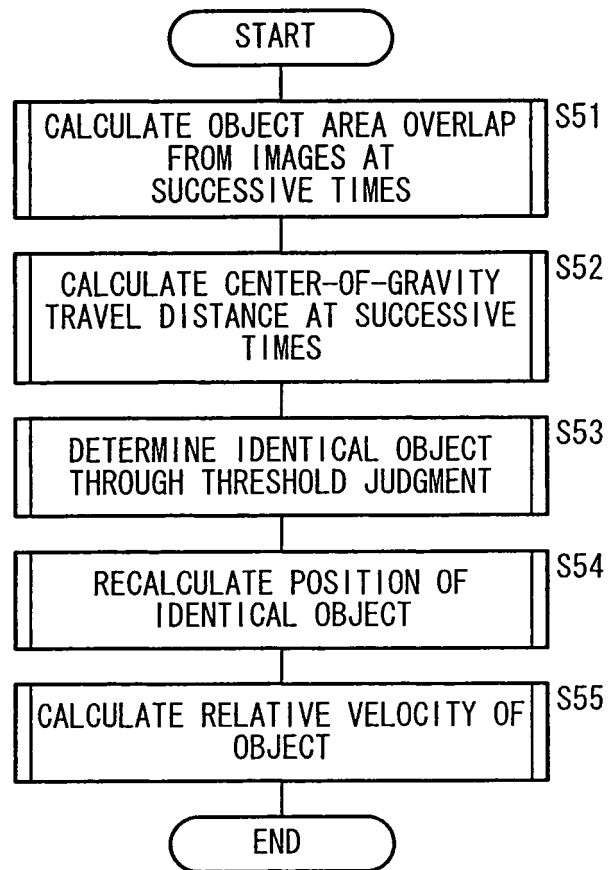 START
CALCULATE OBJECT AREA OVERLAP
FROM IMAGES AT
SUCCESSIVE TIMES
S51
CALCULATE CENTER-OF-GRAVITY
TRAVEL DISTANCE AT SUCCESSIVE
TIMES
S52
DETERMINE IDENTICAL OBJECT
THROUGH THRESHOLD JUDGMENT
S53
RECALCULATE POSITION OF
IDENTICAL OBJECT
S54
CALCULATE RELATIVE VELOCITY OF
OBJECT
S55
END